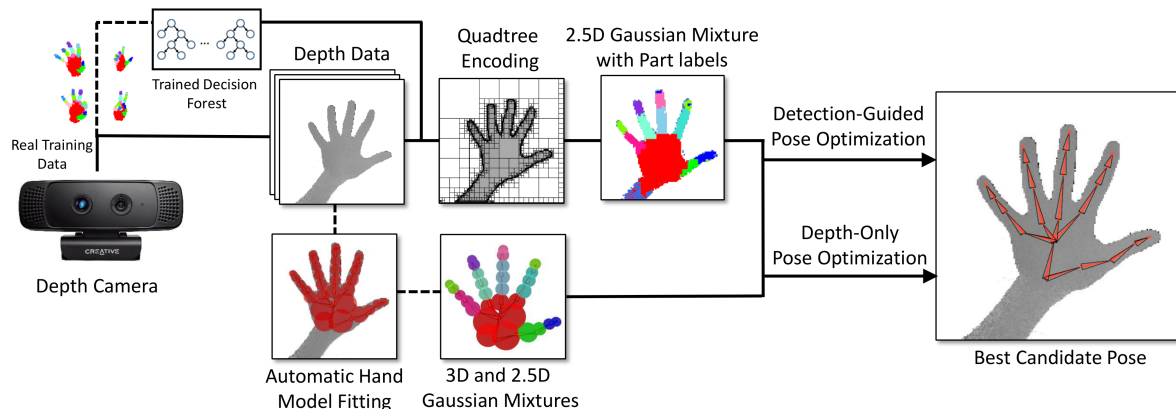 Trained Decision
Forest
Real Training
Data
CREATIVE
Depth Camera
Depth Data
Quadtree
Encoding
2.5D Gaussian Mixture
with Part labels
Detection-Guided
Pose Optimization
Depth-Only
Pose Optimization
Automatic Hand
Model Fitting
3D and 2.5D
Gaussian Mixtures
Best Candidate Pose